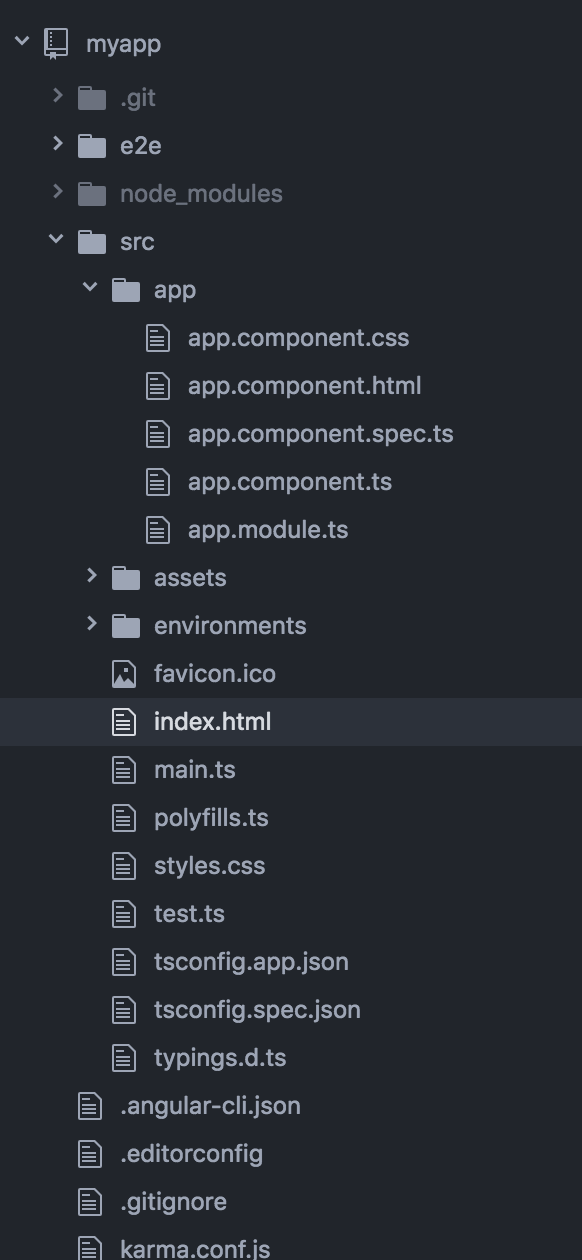 myapp
.git
e2e
node_modules
src
app
app.component.css
app.component.html
app.component.spec.ts
app.component.ts
app.module.ts
assets
environments
favicon.ico
index.html
main.ts
polyfills.ts
styles.css
test.ts
tsconfig.app.json
tsconfig.spec.json
typings.d.ts
.angular-cli.json
.editorconfig
.gitignore
karma.conf.js